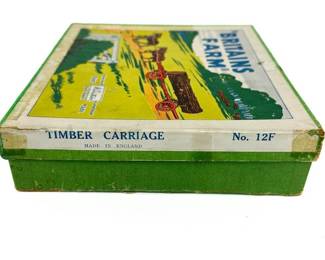 BRITAINS
FARM
TIMBER CARRIAGE No. 12F
MADE IN ENGLAND